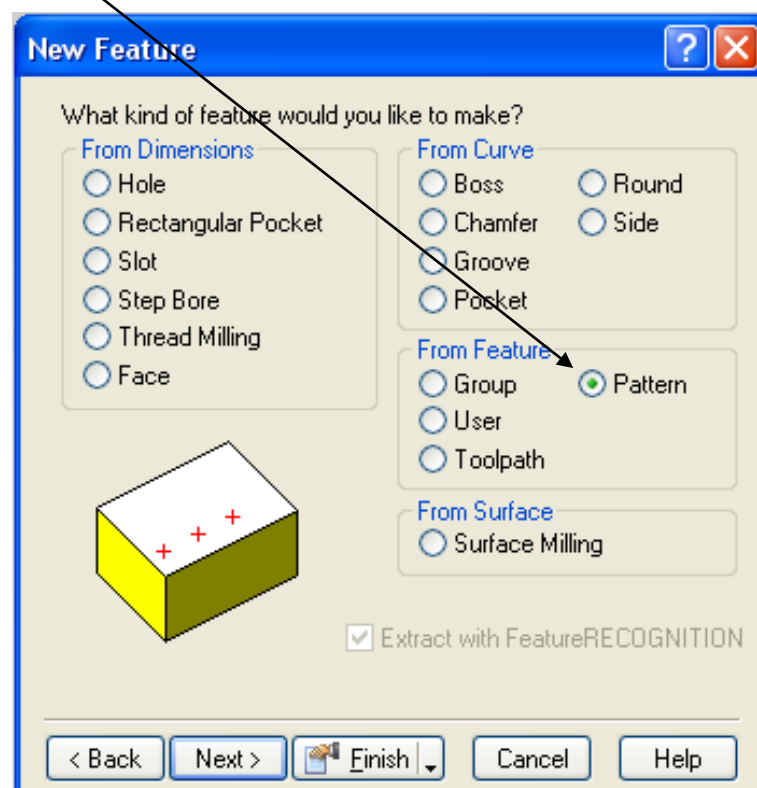 New Feature
What kind of feature would you like to make?
From Dimensions
Hole
Rectangular Pocket
Slot
Step Bore
Thread Milling
Face
From Curve
Boss
Round
Chamfer
Side
Groove
Pocket
From Feature
Group
Pattern
User
Toolpath
From Surface
Surface Milling
Extract with FeatureRECOGNITION
< Back
Next >
Finish
Cancel
Help